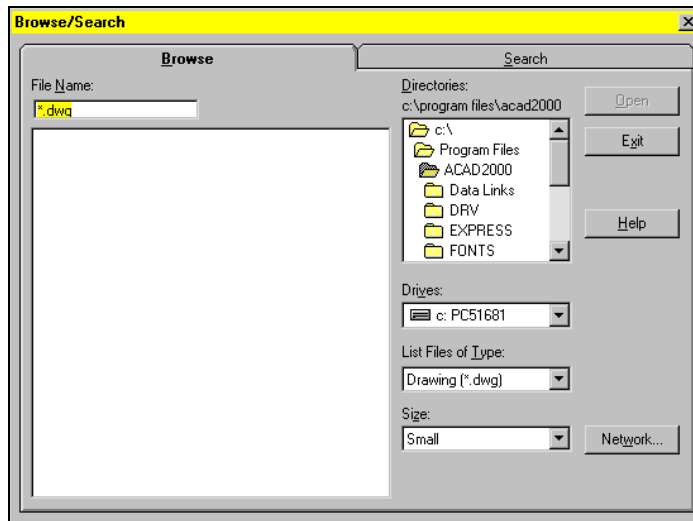 Browse/Search
Browse
Search
File Name:
*.dwg
Directories:
c:\program files\acad2000
c:\
Program Files
ACAD2000
Data Links
DRV
EXPRESS
FONTS
Open
Exit
Help
Drives:
c: PC51681
List Files of Type:
Drawing (*.dwg)
Size:
Small
Network...